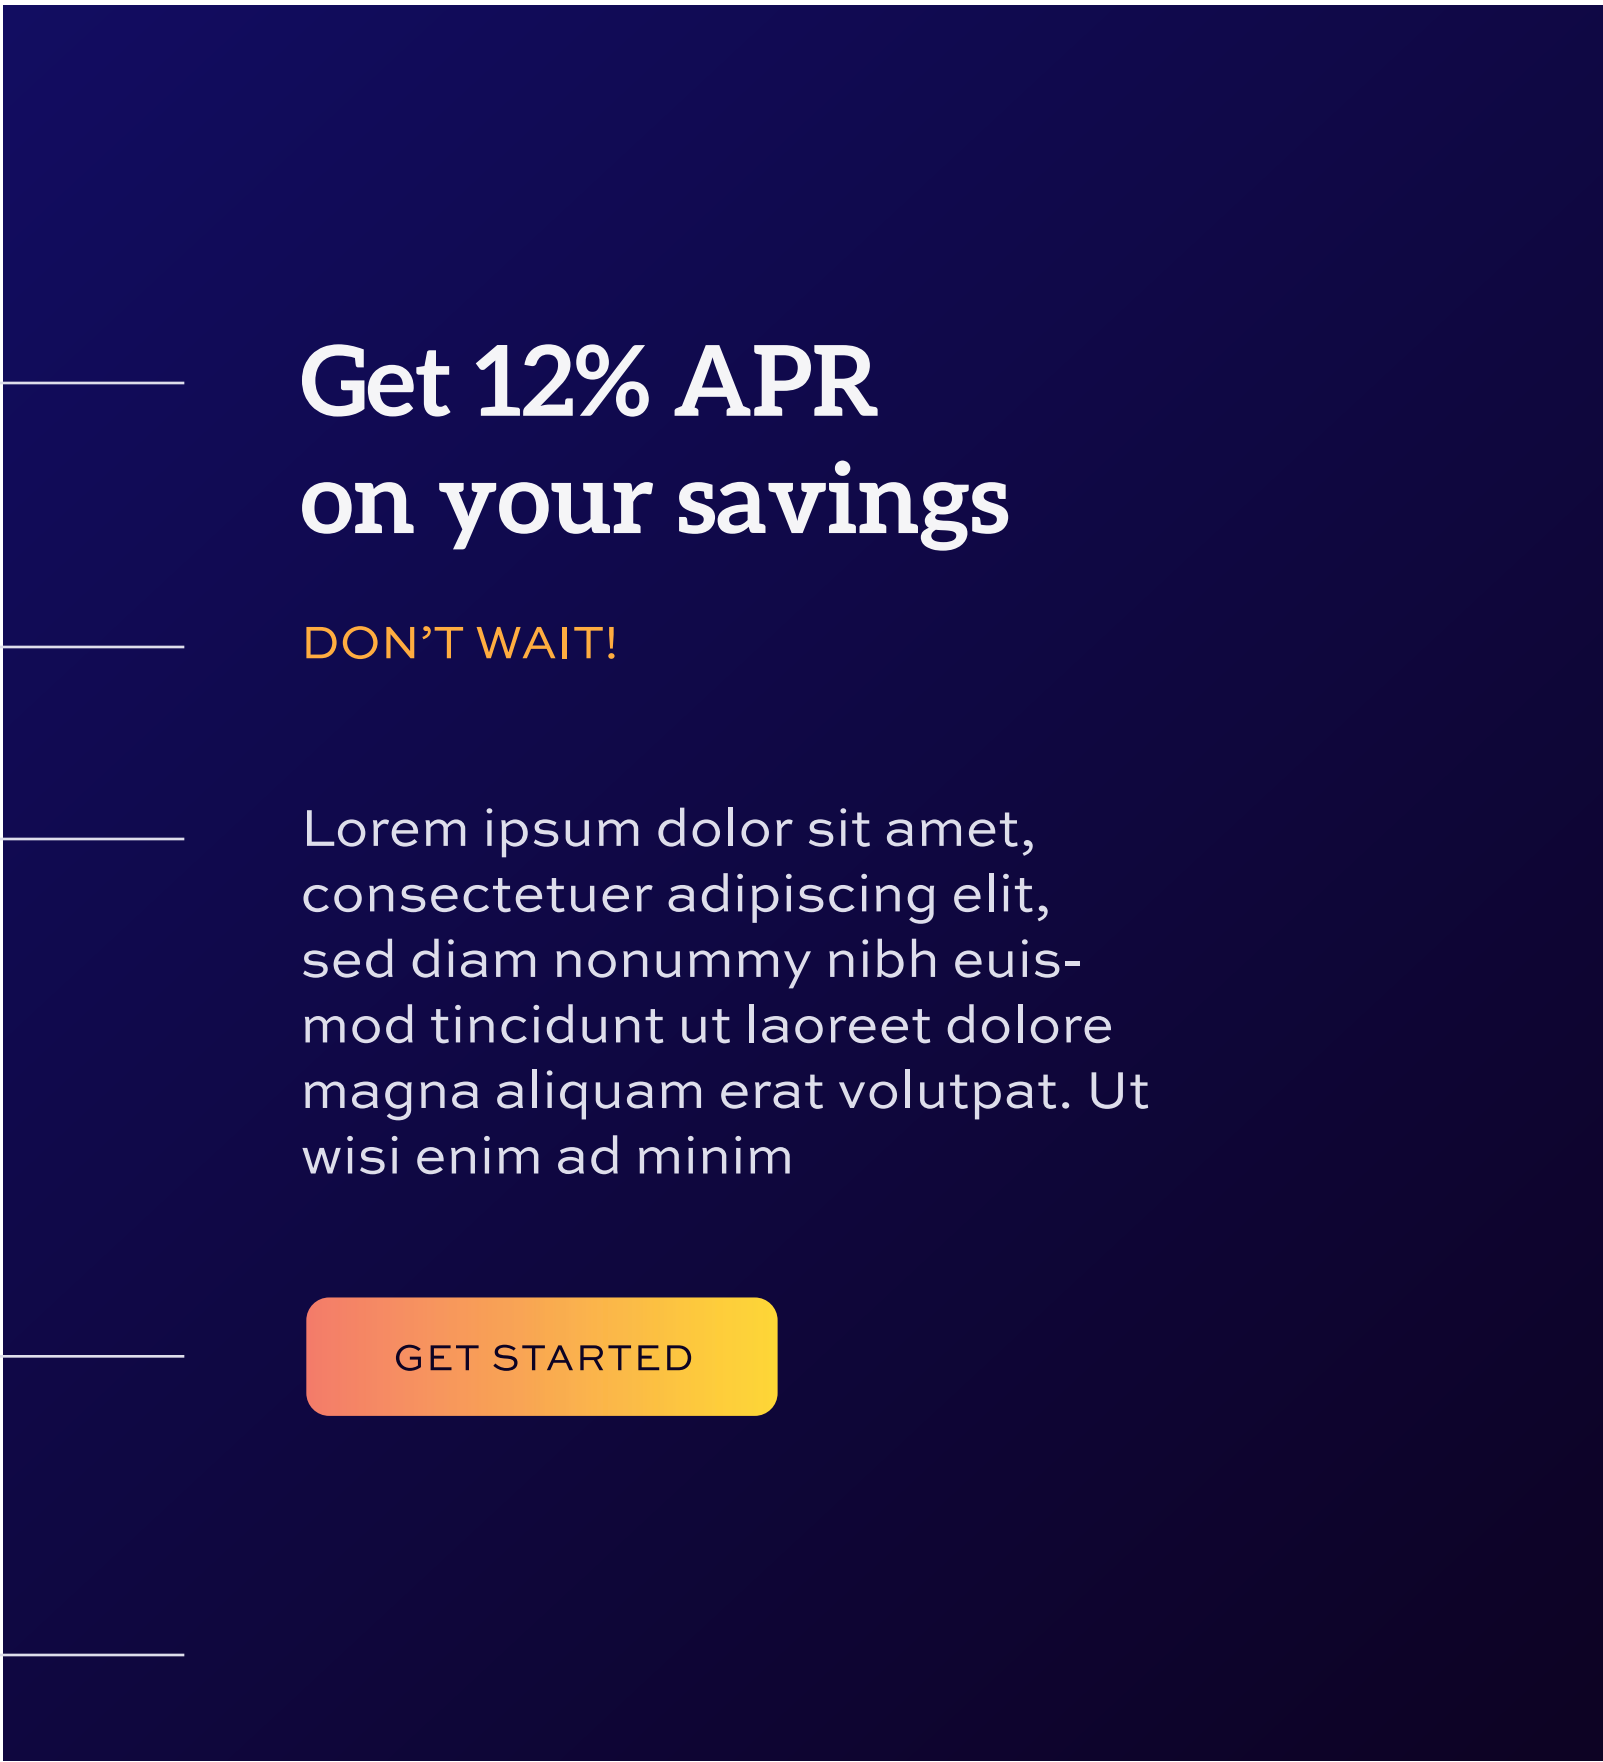 Get 12% APR
on your savings
DON’T WAIT!
Lorem ipsum dolor sit amet,
consectetuer adipiscing elit,
sed diam nonummy nibh euis-
mod tincidunt ut laoreet dolore
magna aliquam erat volutpat. Ut
wisi enim ad minim
GET STARTED